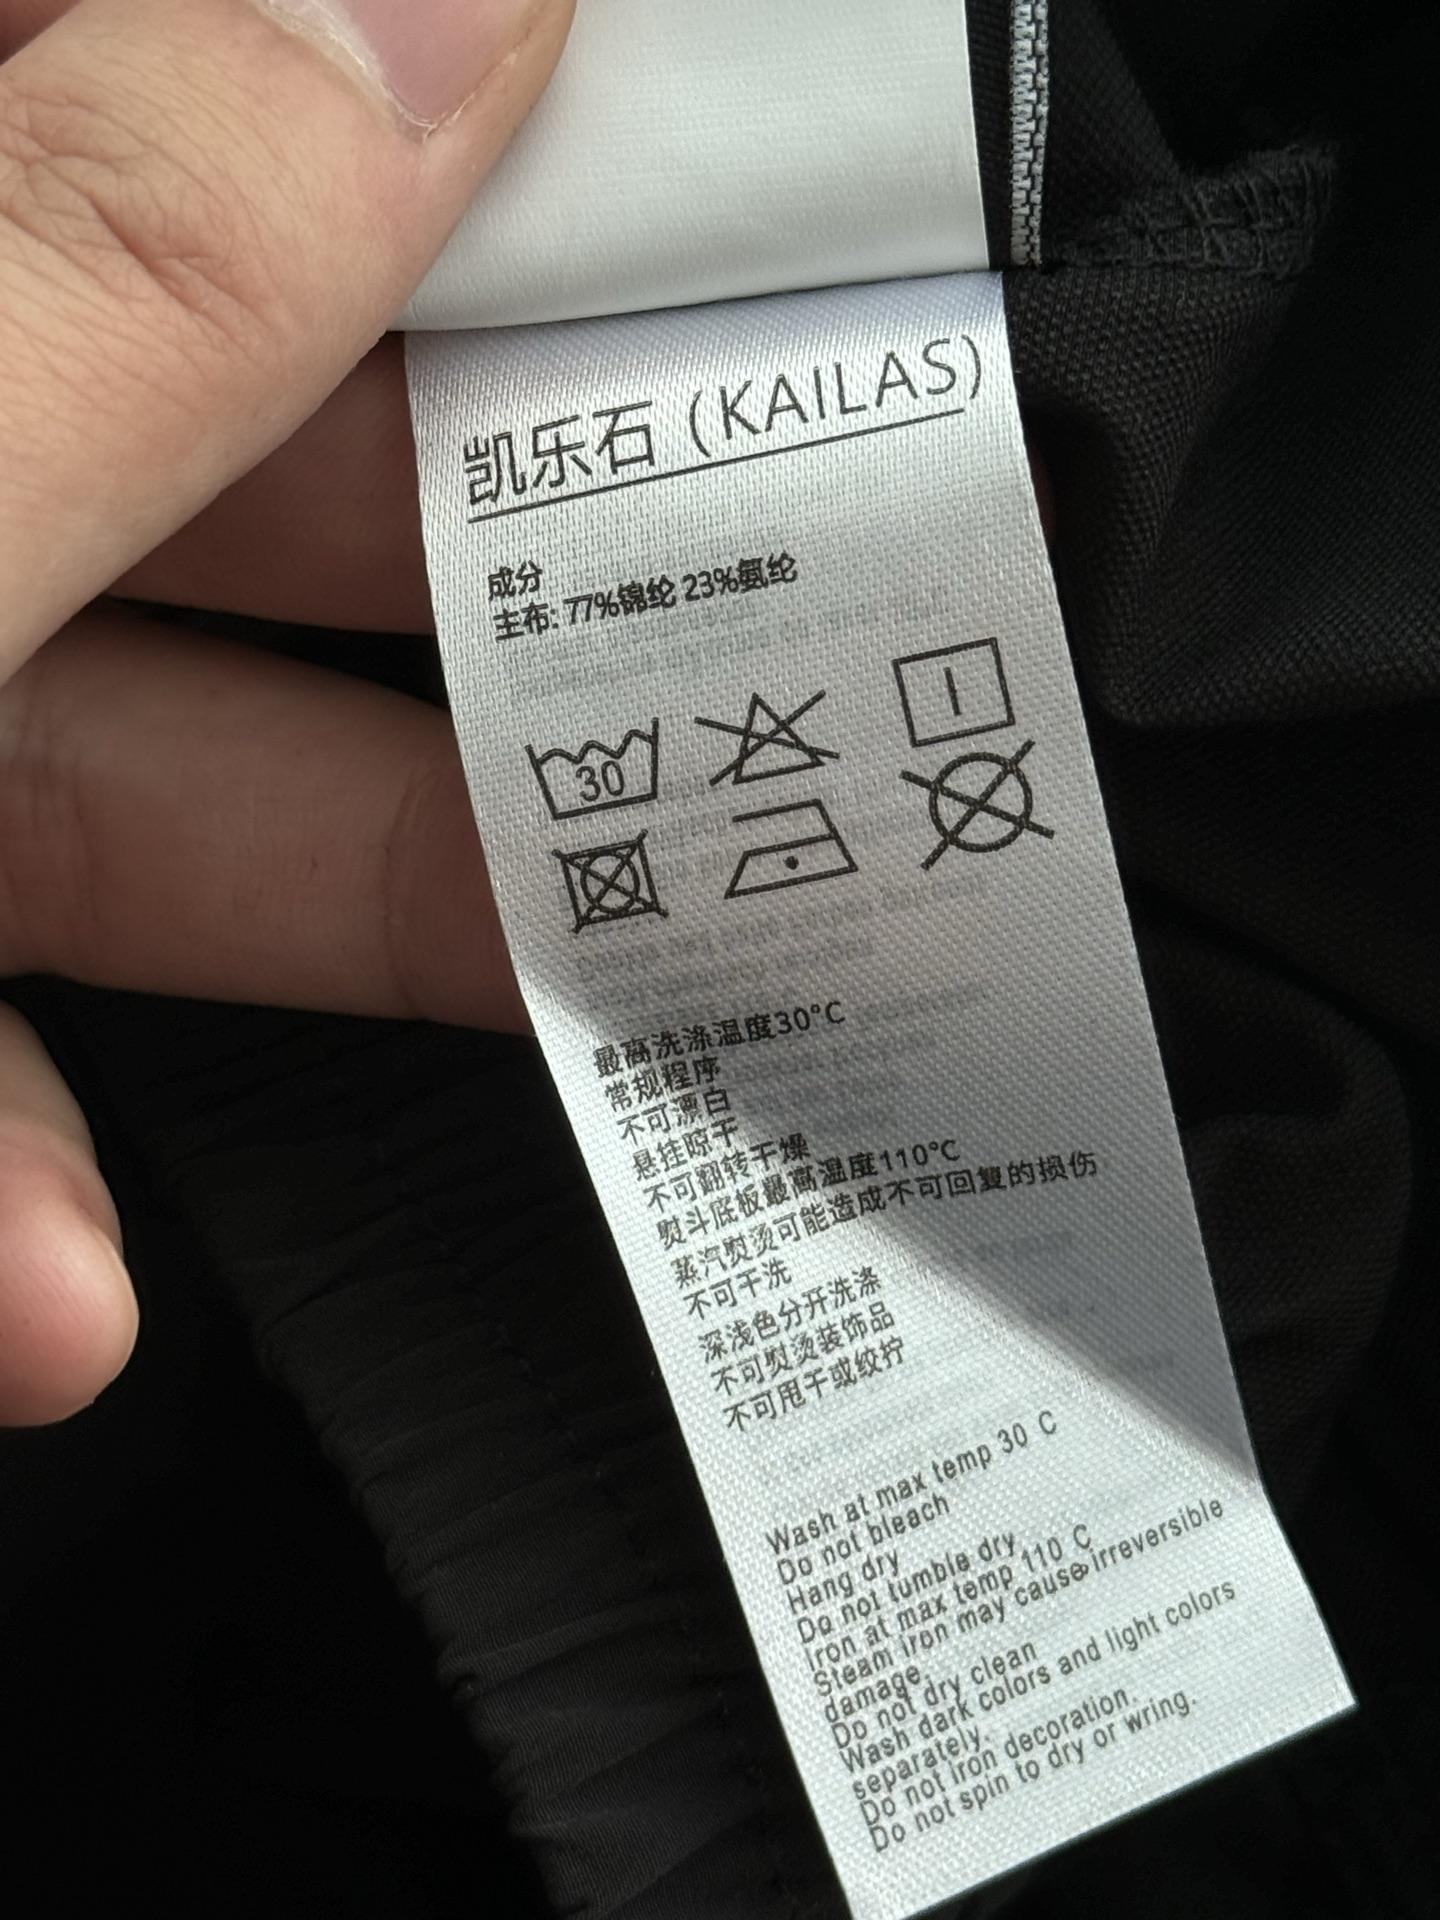 凯乐石 (KAILAS)
成分
主布: 77%锦纶 23%氨纶
30
最高洗涤温度30°C
常规程序
不可漂白
悬挂晾干
不可翻转干燥
熨斗底板最高温度110°C
蒸汽熨烫可能造成不可回复的损伤
不可干洗
深浅色分开洗涤
不可熨烫装饰品
不可甩干或绞拧
Wash at max temp 30 C
Do not bleach
Hang dry
Do not tumble dry
Iron at max temp 110 C
Steam iron may cause irreversible
damage.
Do not dry clean
Wash dark colors and light colors
separately.
Do not iron decoration.
Do not spin to dry or wring.